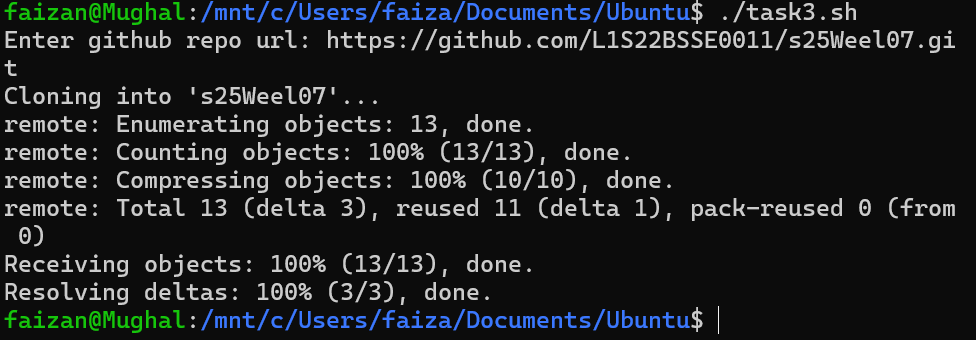 faizan@Mughal:/mnt/c/Users/faiza/Documents/Ubuntu$ ./task3.sh
Enter github repo url: https://github.com/L1S22BSSE0011/s25Weel07.gi
t
Cloning into 's25Weel07'...
remote: Enumerating objects: 13, done.
remote: Counting objects: 100% (13/13), done.
remote: Compressing objects: 100% (10/10), done.
remote: Total 13 (delta 3), reused 11 (delta 1), pack-reused 0 (from
 0)
Receiving objects: 100% (13/13), done.
Resolving deltas: 100% (3/3), done.
faizan@Mughal:/mnt/c/Users/faiza/Documents/Ubuntu$